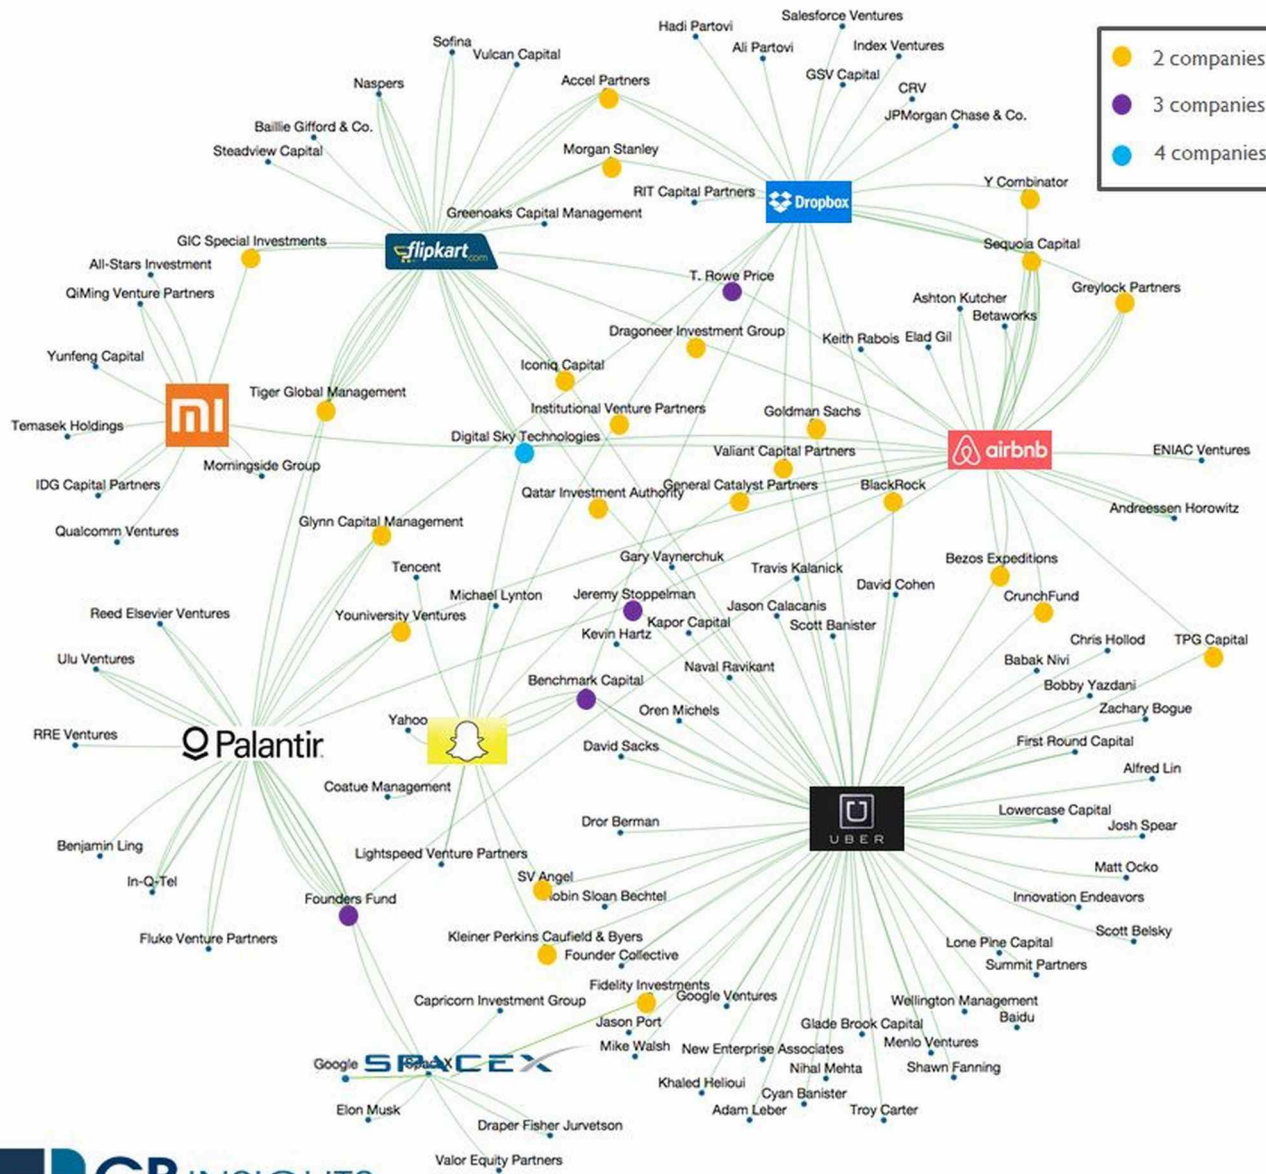 Salesforce Ventures
Hadi Partovi
Sofina
Ali Partovi
Index Ventures
Vulcan Capital
2 companies
GSV Capital
Naspers
Accel Partners
CRV
3 companies
JPMorgan Chase & Co.
Baillie Gifford & Co.
Steadview Capital
Morgan Stanley
4 companies
Y Combinator
RIT Capital Partners
Dropbox
Greenoaks Capital Management
GIC Special Investments
flipkart.com
Sequoia Capital
All-Stars Investment
T. Rowe Price
Greylock Partners
QiMing Venture Partners
Ashton Kutcher
Betaworks
Dragoneer Investment Group
Keith Rabois
Elad Gil
Yunfeng Capital
Iconiq Capital
Tiger Global Management
mi
Institutional Venture Partners
Goldman Sachs
Temasek Holdings
Digital Sky Technologies
Valiant Capital Partners
airbnb
ENIAC Ventures
Morningside Group
IDG Capital Partners
Qatar Investment Authority
General Catalyst Partners
BlackRock
Andreessen Horowitz
Glynn Capital Management
Qualcomm Ventures
Gary Vaynerchuk
Bezos Expeditions
Tencent
Travis Kalanick
David Cohen
Michael Lynton
Jeremy Stoppelman
CrunchFund
Reed Elsevier Ventures
Youniversity Ventures
Jason Calacanis
Kapor Capital
Scott Banister
Kevin Hartz
Chris Hollod
TPG Capital
Ulu Ventures
Naval Ravikant
Babak Nivi
Benchmark Capital
Bobby Yazdani
Oren Michels
Zachary Bogue
Yahoo
RRE Ventures
Palantir
David Sacks
First Round Capital
Alfred Lin
Coatue Management
Lowercase Capital
Dror Berman
UBER
Josh Spear
Benjamin Ling
Lightspeed Venture Partners
Matt Ocko
SV Angel
In-Q-Tel
Robin Sloan Bechtel
Innovation Endeavors
Founders Fund
Scott Belsky
Fluke Venture Partners
Kleiner Perkins Caufield & Byers
Lone Pine Capital
Founder Collective
Summit Partners
Fidelity Investments
Google Ventures
Capricorn Investment Group
Wellington Management
Jason Port
Glade Brook Capital
Baidu
Mike Walsh
New Enterprise Associates
Menlo Ventures
Google
SPACEX
SpaceX
Nihal Mehta
Shawn Fanning
Khaled Helioui
Cyan Banister
Elon Musk
Adam Leber
Troy Carter
Draper Fisher Jurvetson
Valor Equity Partners
CB INSIGHTS